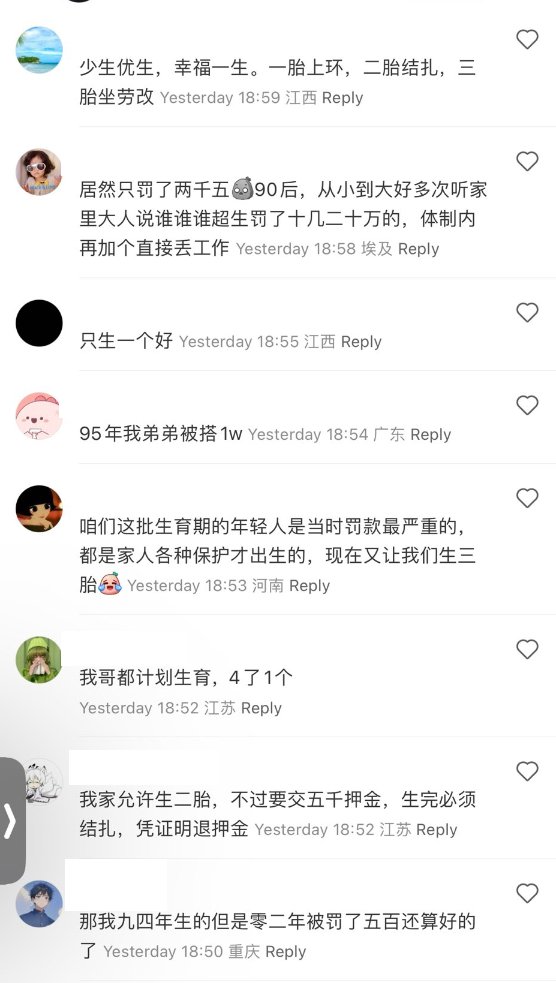 少生优生，幸福一生。一胎上环，二胎结扎，三
胎坐劳改 Yesterday 18:59 江西 Reply
居然只罚了两千五90后，从小到大好多次听家
里大人说谁谁谁超生罚了十几二十万的，体制内
再加个直接丢工作 Yesterday 18:58 埃及 Reply
只生一个好 Yesterday 18:55 江西 Reply
95年我弟弟被搭1w Yesterday 18:54 广东 Reply
咱们这批生育期的年轻人是当时罚款最严重的，
都是家人各种保护才出生的，现在又让我们生三
胎 Yesterday 18:53 河南 Reply
我哥都计划生育，4了1个
Yesterday 18:52 江苏 Reply
我家允许生二胎，不过要交五千押金，生完必须
结扎，凭证明退押金 Yesterday 18:52 江苏 Reply
那我九四年生的但是零二年被罚了五百还算好的
了 Yesterday 18:50 重庆 Reply